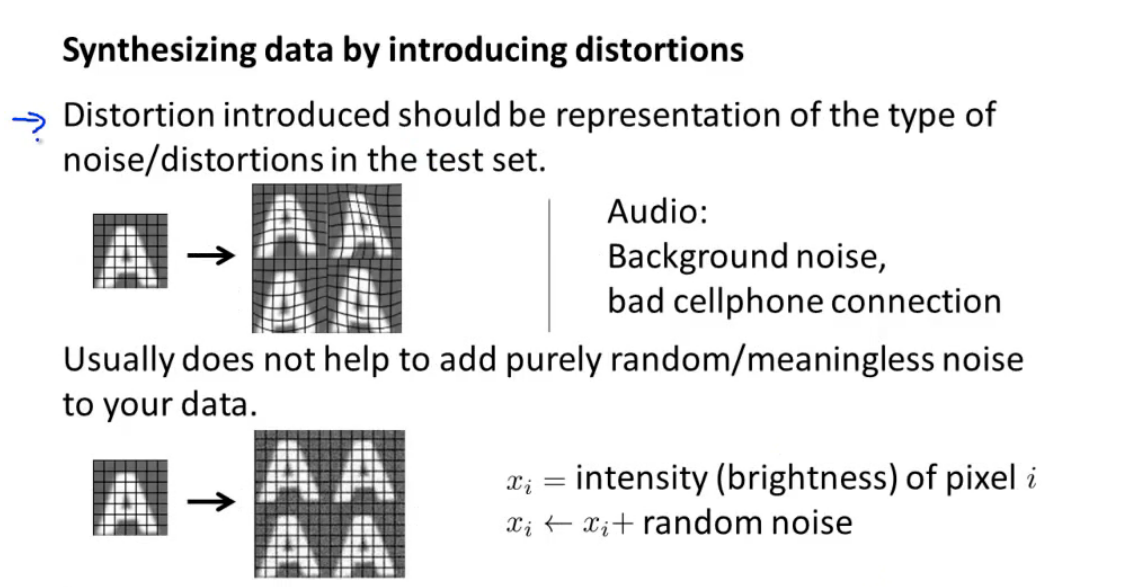 Synthesizing data by introducing distortions
Distortion introduced should be representation of the type of
noise/distortions in the test set.
Audio:
Background noise,
bad cellphone connection
Usually does not help to add purely random/meaningless noise
to your data.
x_i = intensity (brightness) of pixel i
x_i ← x_i + random noise